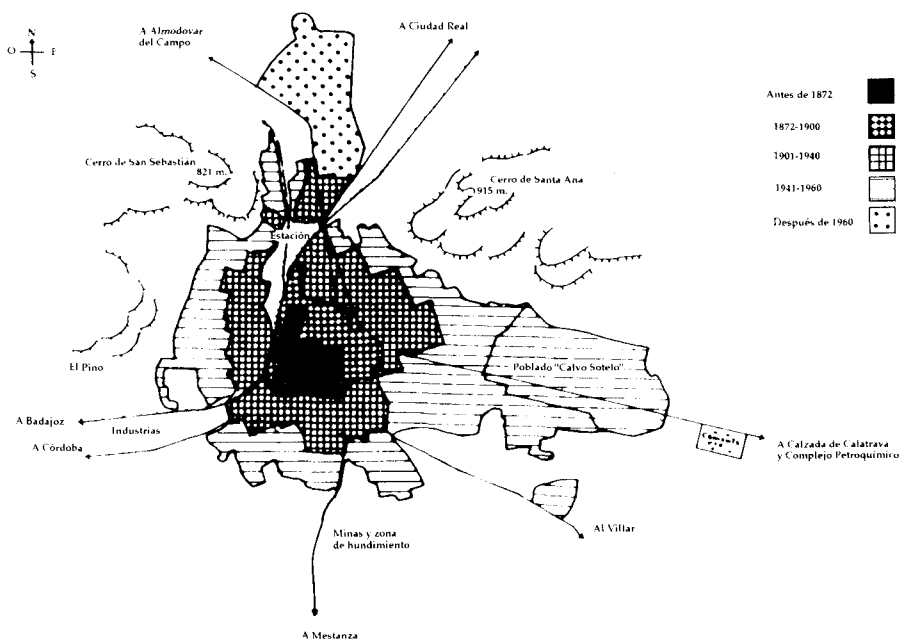 A Almodovar
del Campo
A Ciudad Real
N
O
E
S
Antes de 1872
1872-1900
1901-1940
1941-1960
Después de 1960
Cerro de San Sebastián
821 m.
Cerro de Santa Ana
915 m.
Estación
El Pino
Poblado "Calvo Sotelo"
A Badajoz
Industrias
A Córdoba
A Calzada de Calatrava
y Complejo Petroquímico
Al Villar
Minas y zona
de hundimiento
A Mestanza